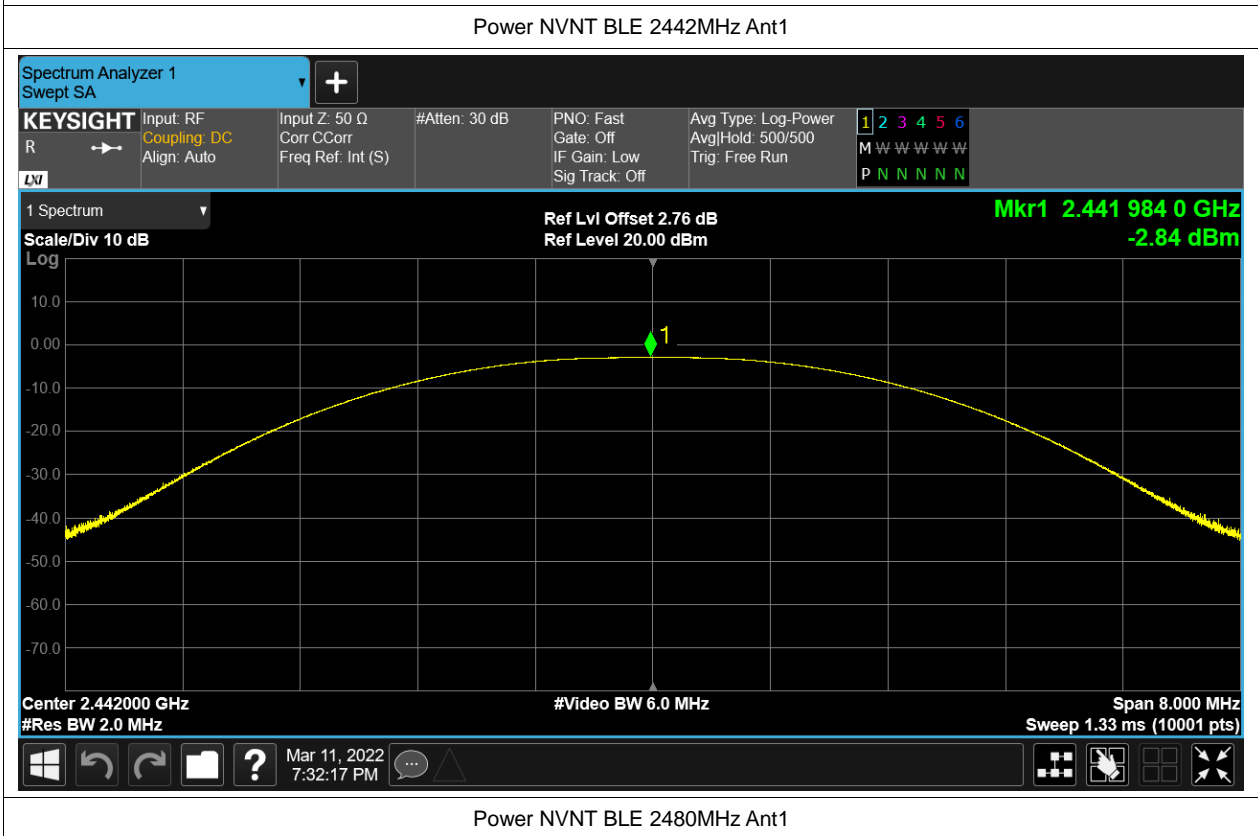 Power NVNT BLE 2442MHz Ant1
Spectrum Analyzer 1
Swept SA
KEYSIGHT
R
LXI
Input: RF
Coupling: DC
Align: Auto
Input Z: 50 Ω
Corr CCorr
Freq Ref: Int (S)
#Atten: 30 dB
PNO: Fast
Gate: Off
IF Gain: Low
Sig Track: Off
Avg Type: Log-Power
Avg|Hold: 500/500
Trig: Free Run
1 2 3 4 5 6
M W W W W W
P N N N N N
1 Spectrum
Scale/Div 10 dB
Log
Ref Lvl Offset 2.76 dB
Ref Level 20.00 dBm
Mkr1 2.441 984 0 GHz
-2.84 dBm
10.0
0.00
-10.0
-20.0
-30.0
-40.0
-50.0
-60.0
-70.0
1
Center 2.442000 GHz
#Res BW 2.0 MHz
#Video BW 6.0 MHz
Span 8.000 MHz
Sweep 1.33 ms (10001 pts)
?
Mar 11, 2022
7:32:17 PM
Power NVNT BLE 2480MHz Ant1